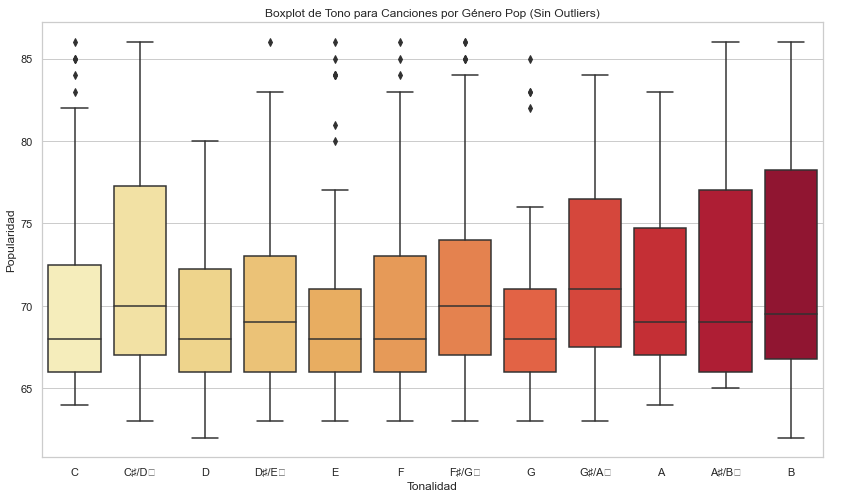 Boxplot de Tono para Canciones por Género Pop (Sin Outliers)
85
80
75
70
65
Popularidad
C C♯/D□ D D♯/E□ E F F♯/G□ G G♯/A□ A A♯/B□ B
Tonalidad